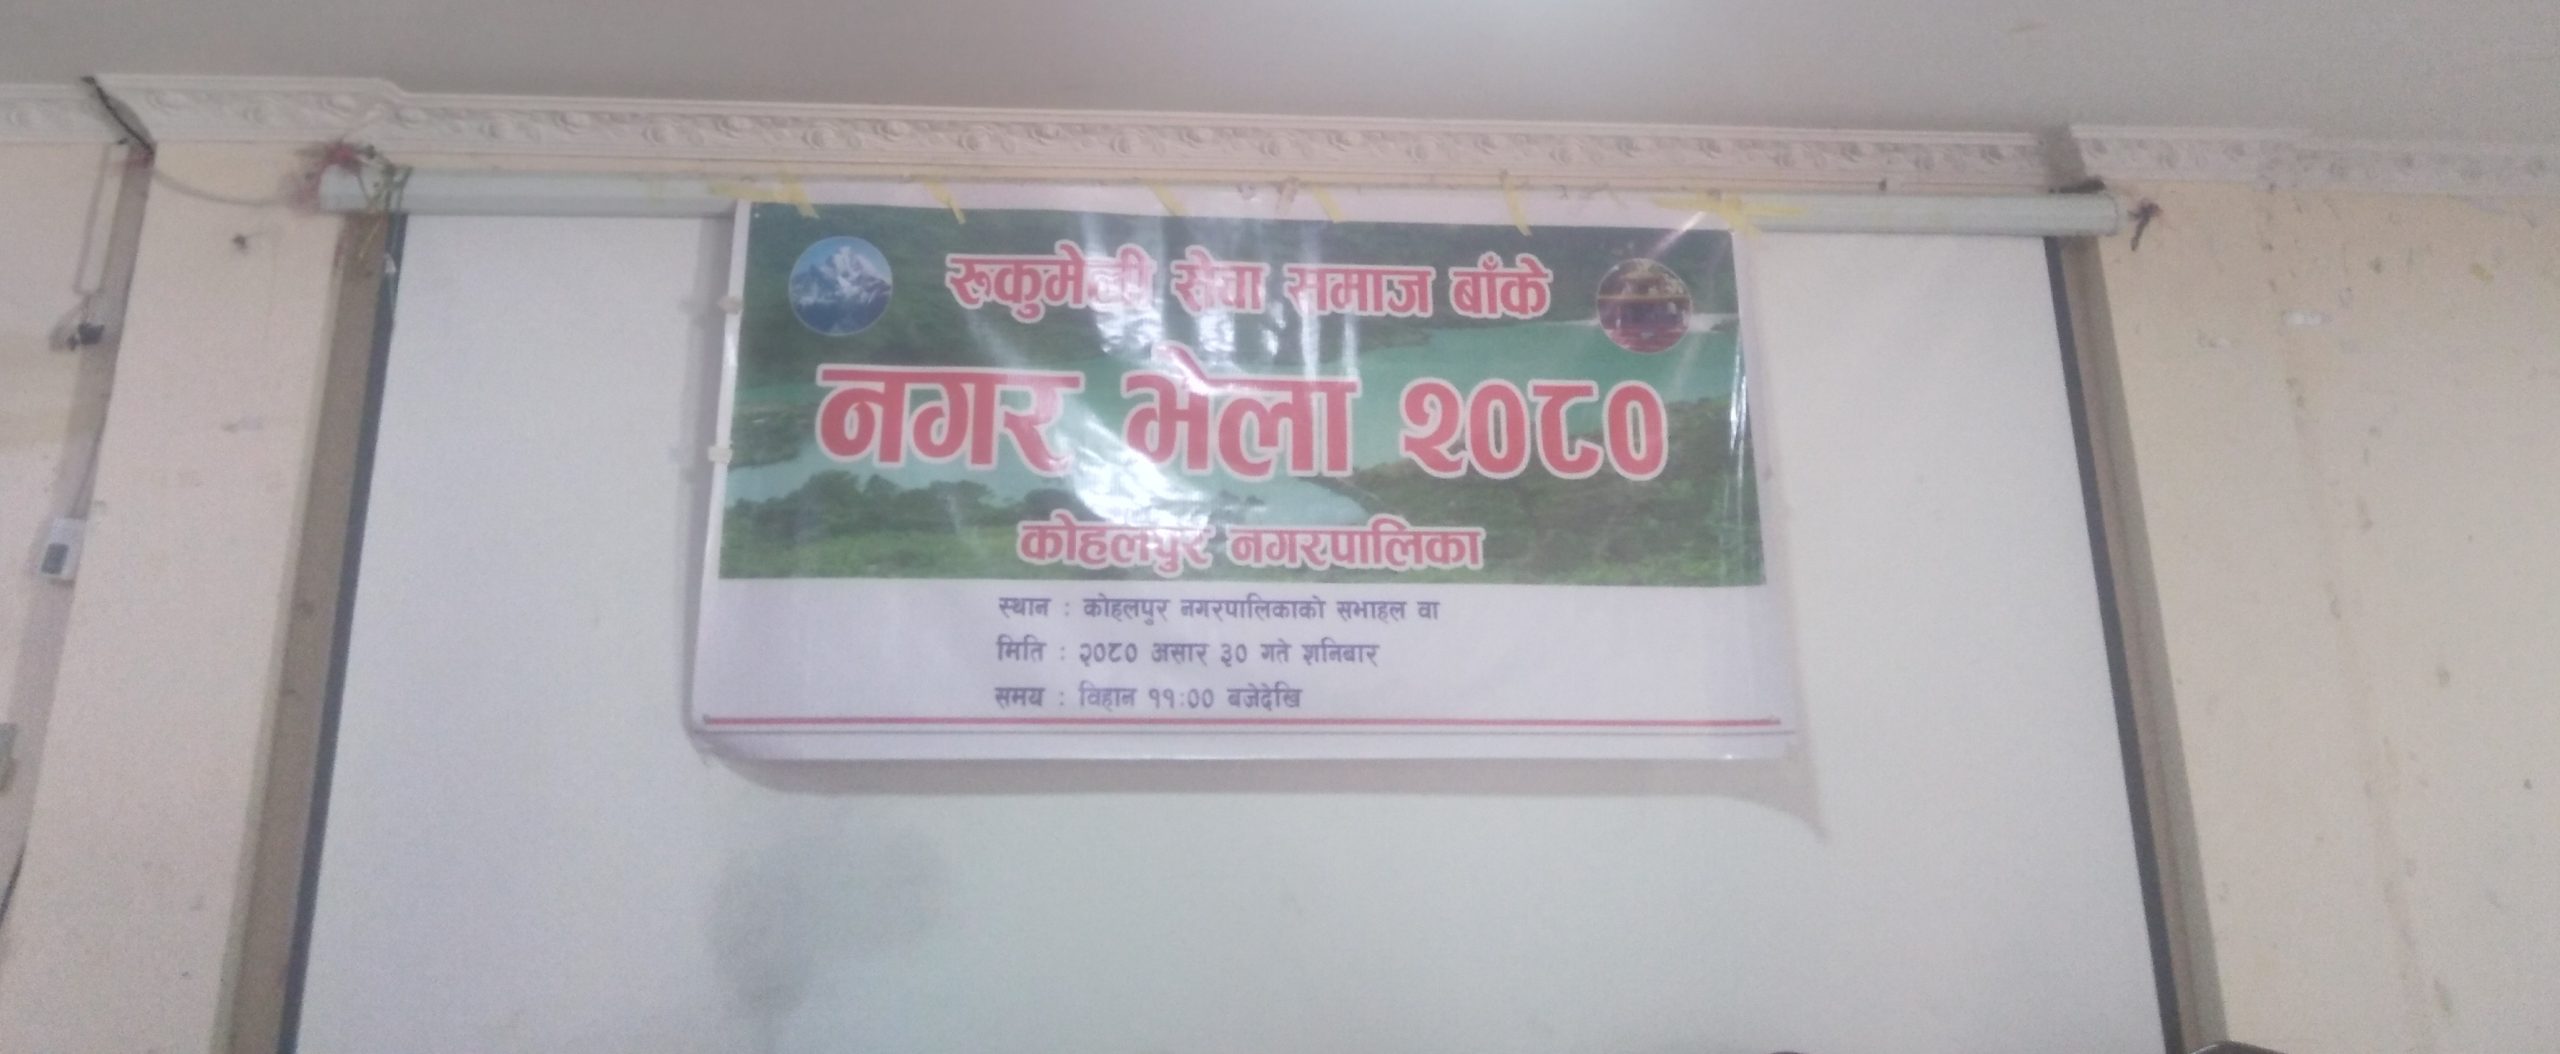 रुकुमेली सेवा समाज बाँके
नगर भेला २०८०
कोहलपुर नगरपालिका
स्थान : कोहलपुर नगरपालिकाको सभाहल वा
मिति : २०८० असार ३० गते शनिबार
समय : विहान ११:०० बजेदेखि